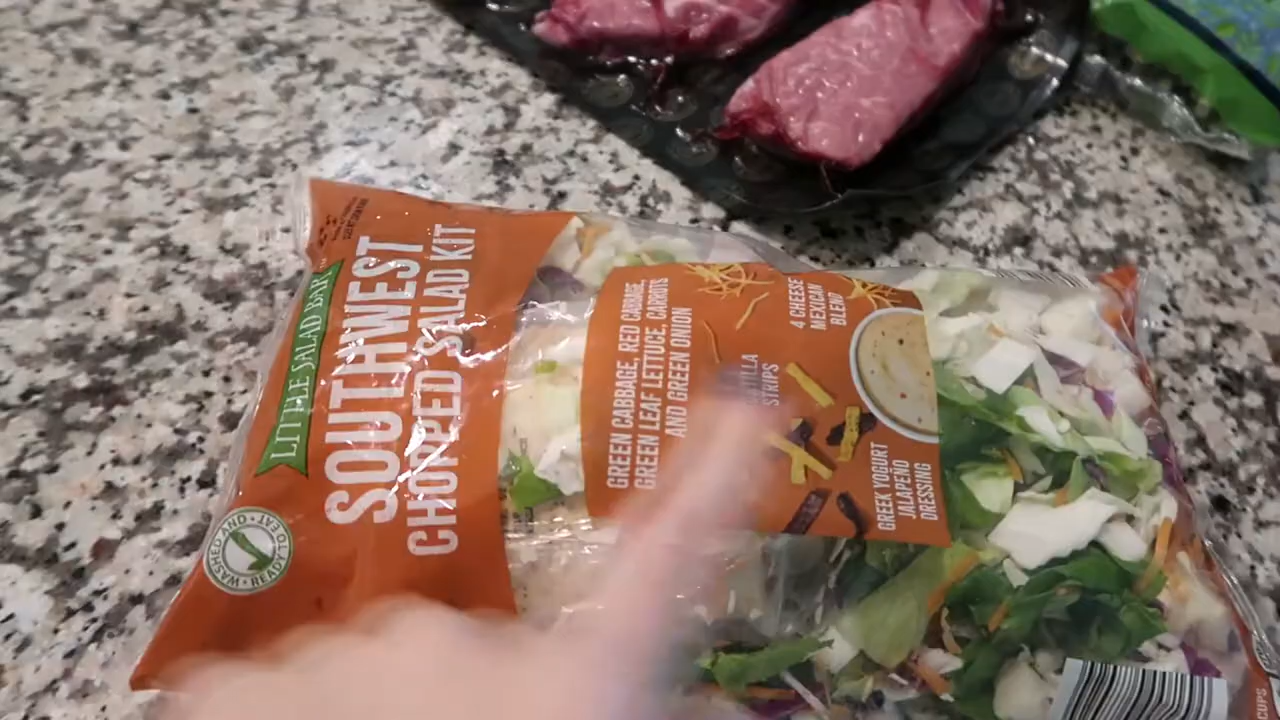 LITTLE SALAD BAR
SOUTHWEST
CHOPPED SALAD KIT
WASHED AND
READY TO EAT
GREEN CABBAGE, RED CABBAGE,
GREEN LEAF LETTUCE, CARROTS
AND GREEN ONION
STRIPS
4 CHEESE
MEXICAN
BLEND
GREEK YOGURT
JALAPEÑO
DRESSING
CUPS